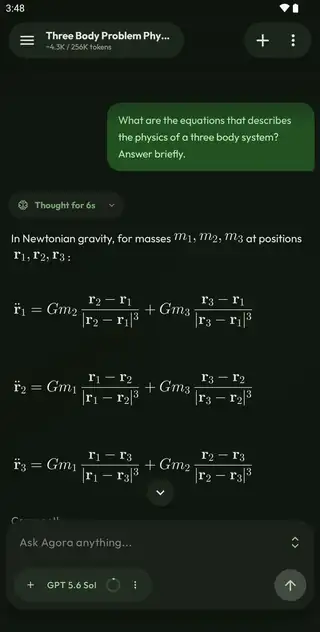 3:48
Three Body Problem Phy...
~4.3K / 256K tokens
What are the equations that describes
the physics of a three body system?
Answer briefly.
Thought for 6s
In Newtonian gravity, for masses m₁, m₂, m₃ at positions
r₁, r₂, r₃:
r̈₁ = Gm₂ (r₂ − r₁)/|r₂ − r₁|³ + Gm₃ (r₃ − r₁)/|r₃ − r₁|³
r̈₂ = Gm₁ (r₁ − r₂)/|r₁ − r₂|³ + Gm₃ (r₃ − r₂)/|r₃ − r₂|³
r̈₃ = Gm₁ (r₁ − r₃)/|r₁ − r₃|³ + Gm₂ (r₂ − r₃)/|r₂ − r₃|³
Ask Agora anything...
GPT 5.6 Sol